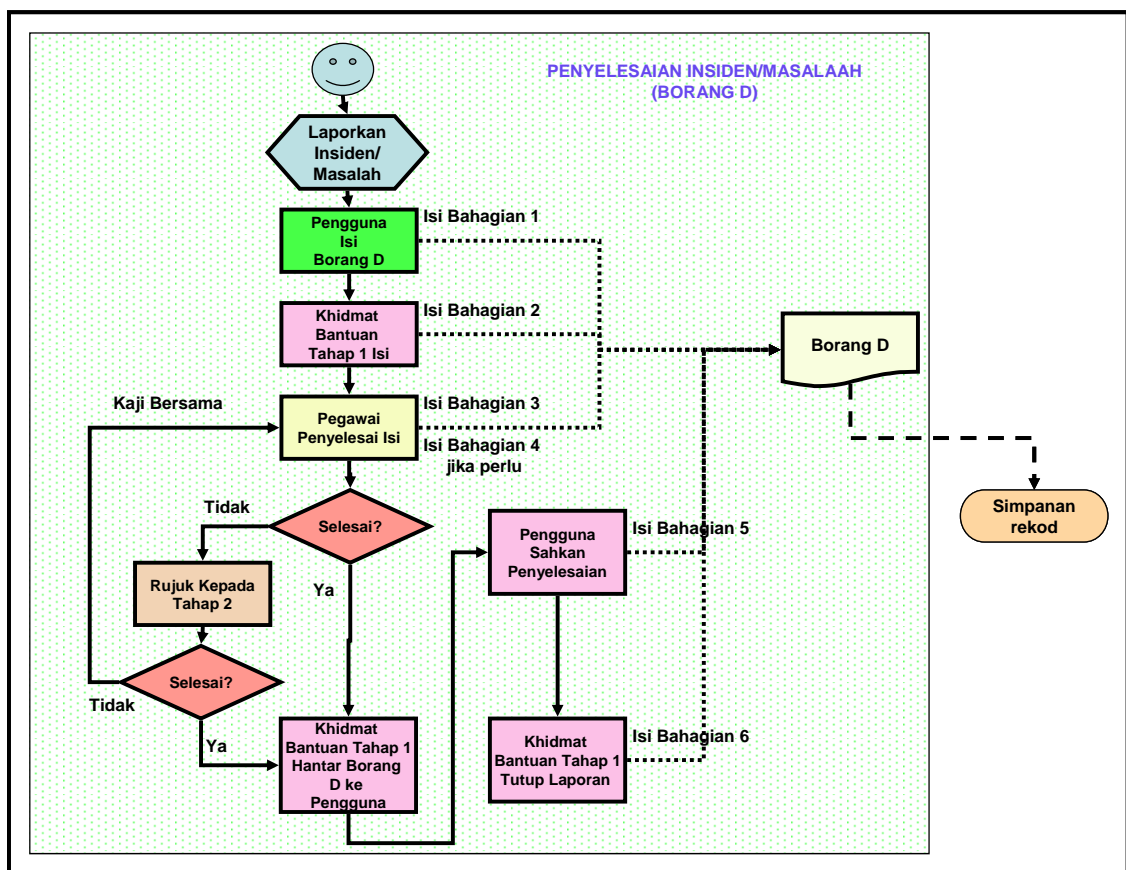 PENYELESAIAN INSIDEN/MASALAAH
(BORANG D)
Laporkan
Insiden/
Masalah
Pengguna
Isi
Borang D
Isi Bahagian 1
Khidmat
Bantuan
Tahap 1 Isi
Isi Bahagian 2
Borang D
Kaji Bersama
Pegawai
Penyelesai Isi
Isi Bahagian 3
Isi Bahagian 4
jika perlu
Tidak
Selesai?
Pengguna
Sahkan
Penyelesaian
Isi Bahagian 5
Simpanan
rekod
Rujuk Kepada
Tahap 2
Ya
Selesai?
Tidak
Ya
Khidmat
Bantuan Tahap 1
Hantar Borang
D ke
Pengguna
Khidmat
Bantuan Tahap 1
Tutup Laporan
Isi Bahagian 6